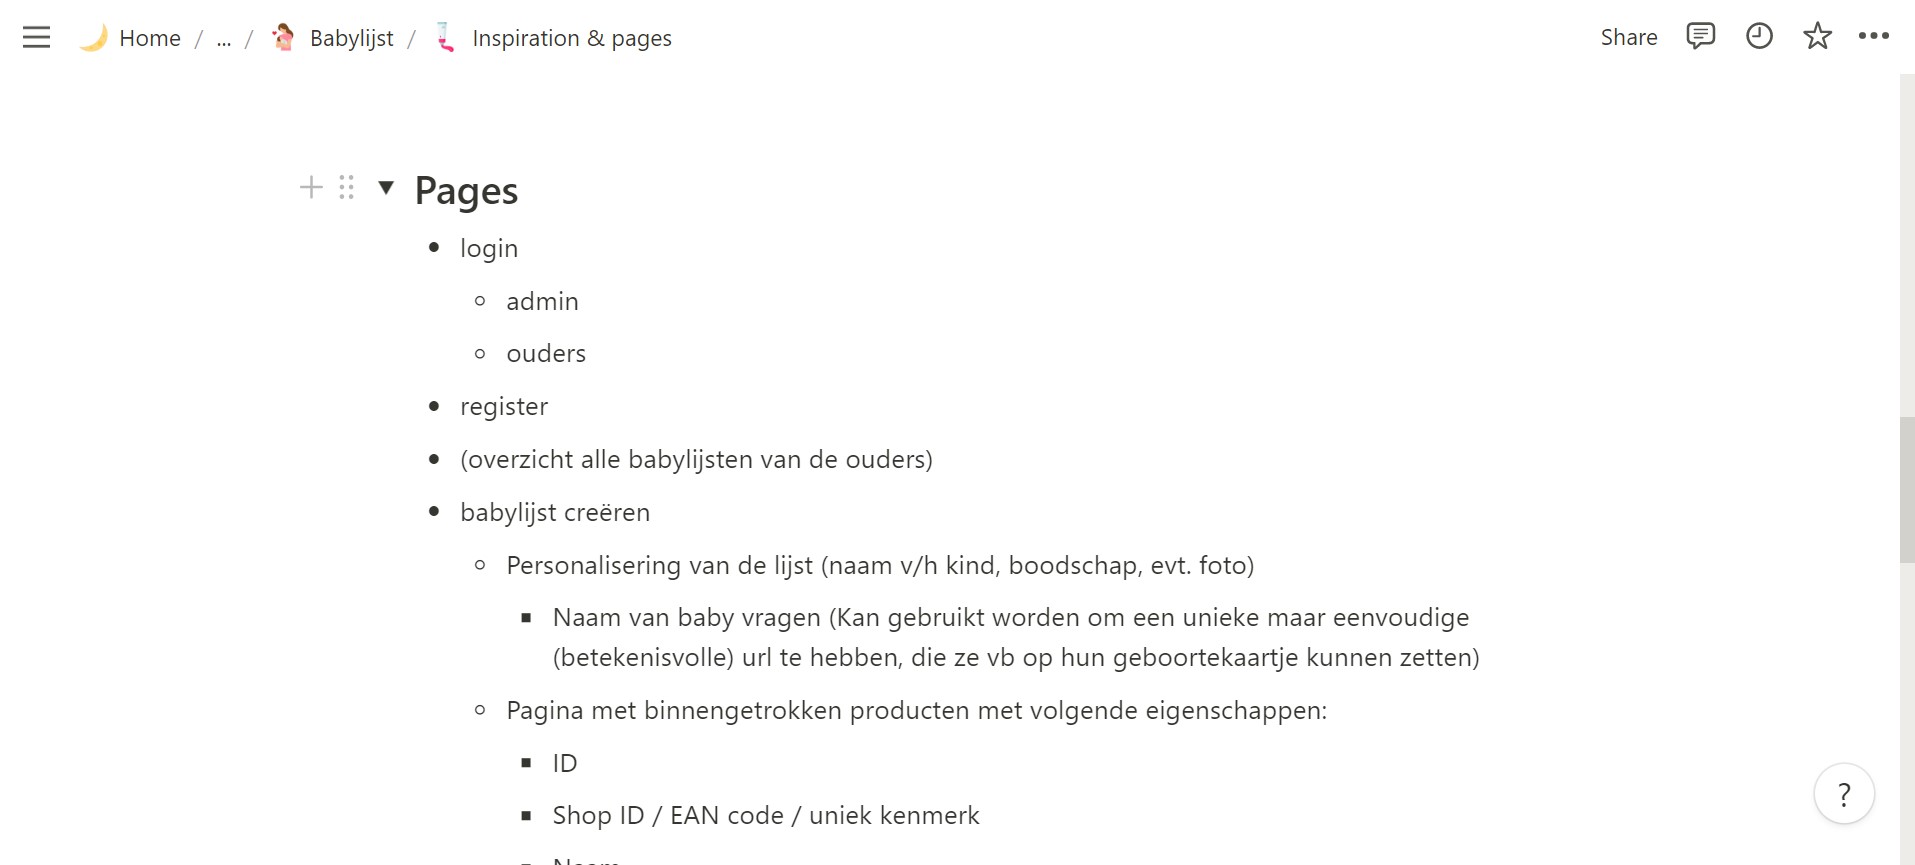 Home / ... / Babylijst / Inspiration & pages
Share
Pages
login
admin
ouders
register
(overzicht alle babylijsten van de ouders)
babylijst creëren
Personalisering van de lijst (naam v/h kind, boodschap, evt. foto)
Naam van baby vragen (Kan gebruikt worden om een unieke maar eenvoudige
(betekenisvolle) url te hebben, die ze vb op hun geboortekaartje kunnen zetten)
Pagina met binnengetrokken producten met volgende eigenschappen:
ID
Shop ID / EAN code / uniek kenmerk
?